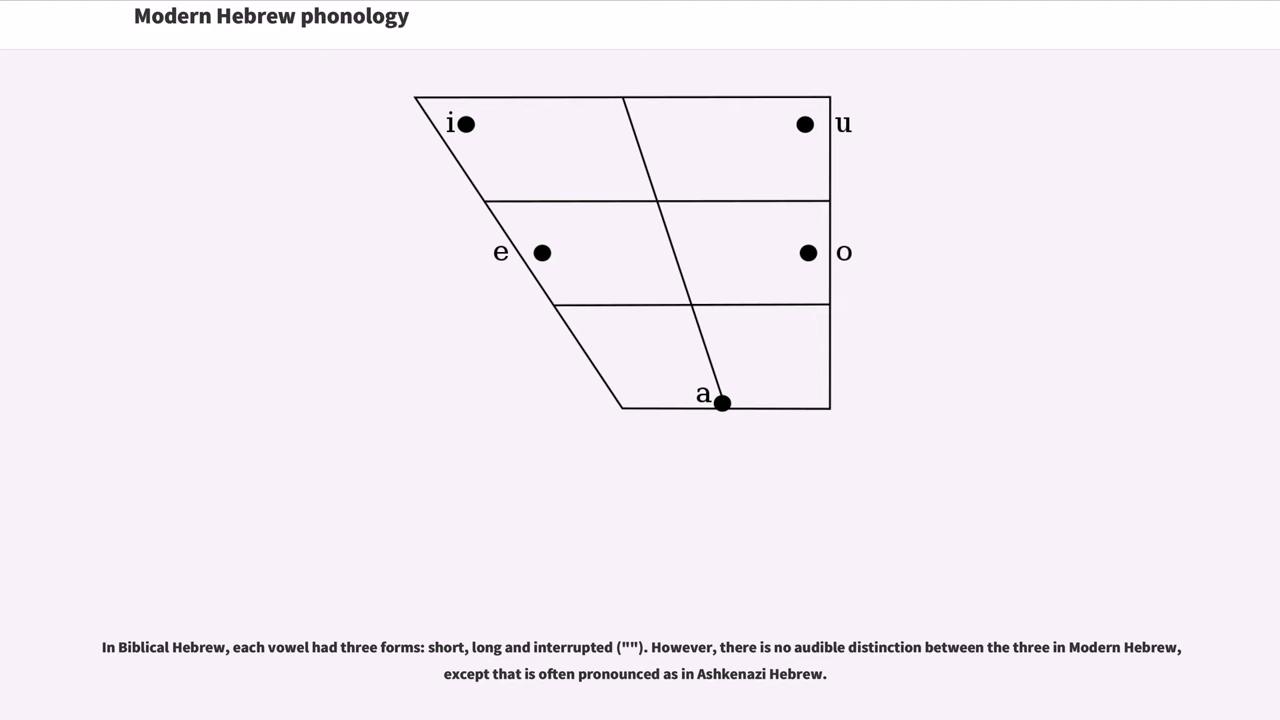 Modern Hebrew phonology
i u
e o
a
In Biblical Hebrew, each vowel had three forms: short, long and interrupted (""). However, there is no audible distinction between the three in Modern Hebrew,
except that is often pronounced as in Ashkenazi Hebrew.